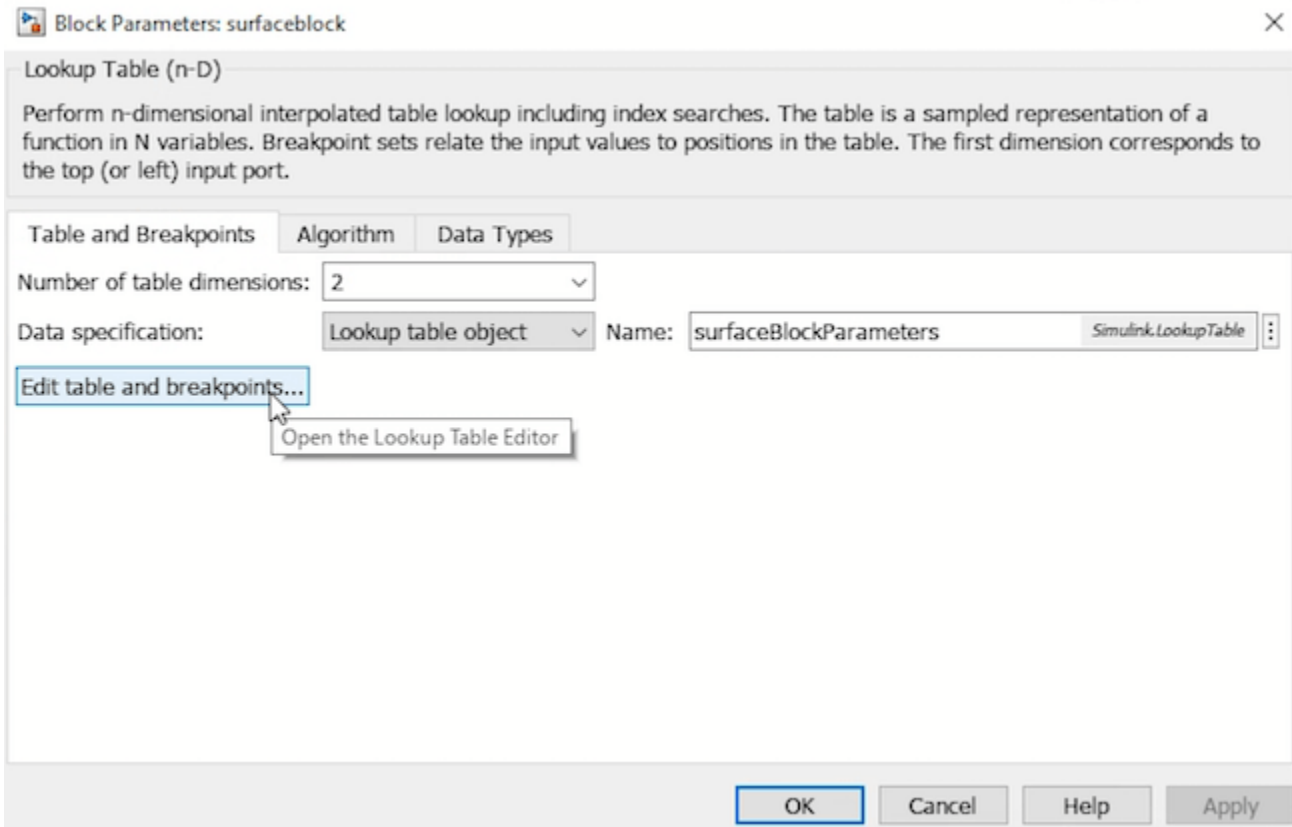 Block Parameters: surfaceblock
Lookup Table (n-D)
Perform n-dimensional interpolated table lookup including index searches. The table is a sampled representation of a
function in N variables. Breakpoint sets relate the input values to positions in the table. The first dimension corresponds to
the top (or left) input port.
Table and Breakpoints Algorithm Data Types
Number of table dimensions: 2
Data specification: Lookup table object Name: surfaceBlockParameters Simulink.LookupTable
Edit table and breakpoints...
Open the Lookup Table Editor
OK Cancel Help Apply